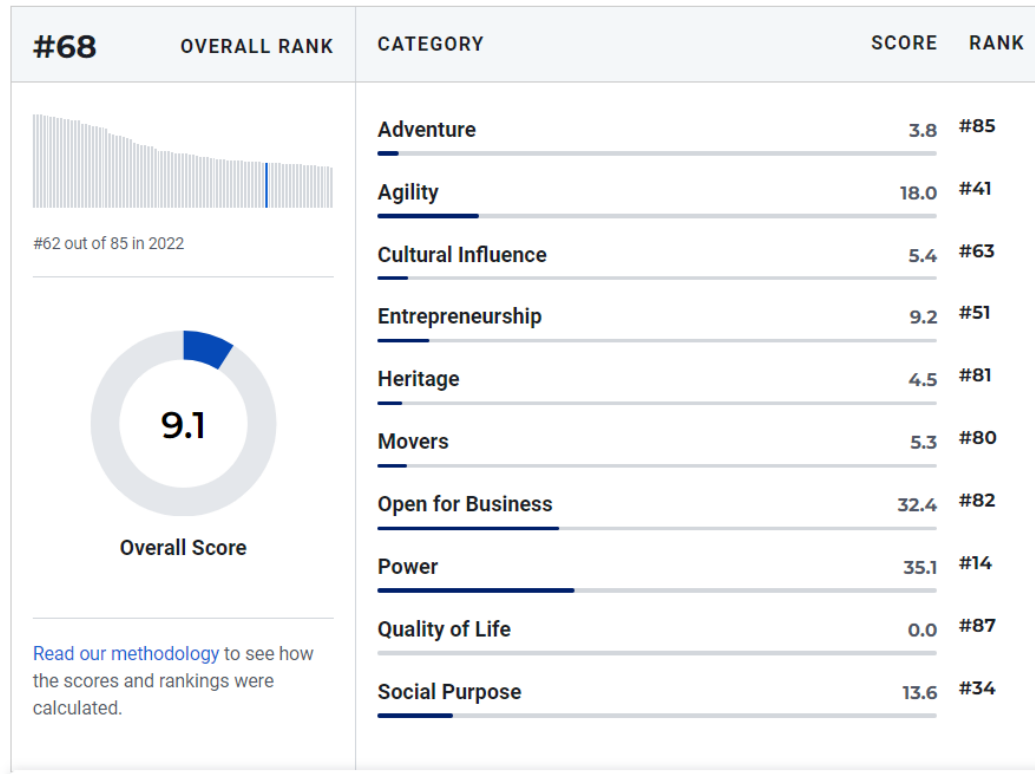 #68 OVERALL RANK
#62 out of 85 in 2022
9.1
Overall Score
Read our methodology to see how
the scores and rankings were
calculated.
CATEGORY SCORE RANK
Adventure 3.8 #85
Agility 18.0 #41
Cultural Influence 5.4 #63
Entrepreneurship 9.2 #51
Heritage 4.5 #81
Movers 5.3 #80
Open for Business 32.4 #82
Power 35.1 #14
Quality of Life 0.0 #87
Social Purpose 13.6 #34